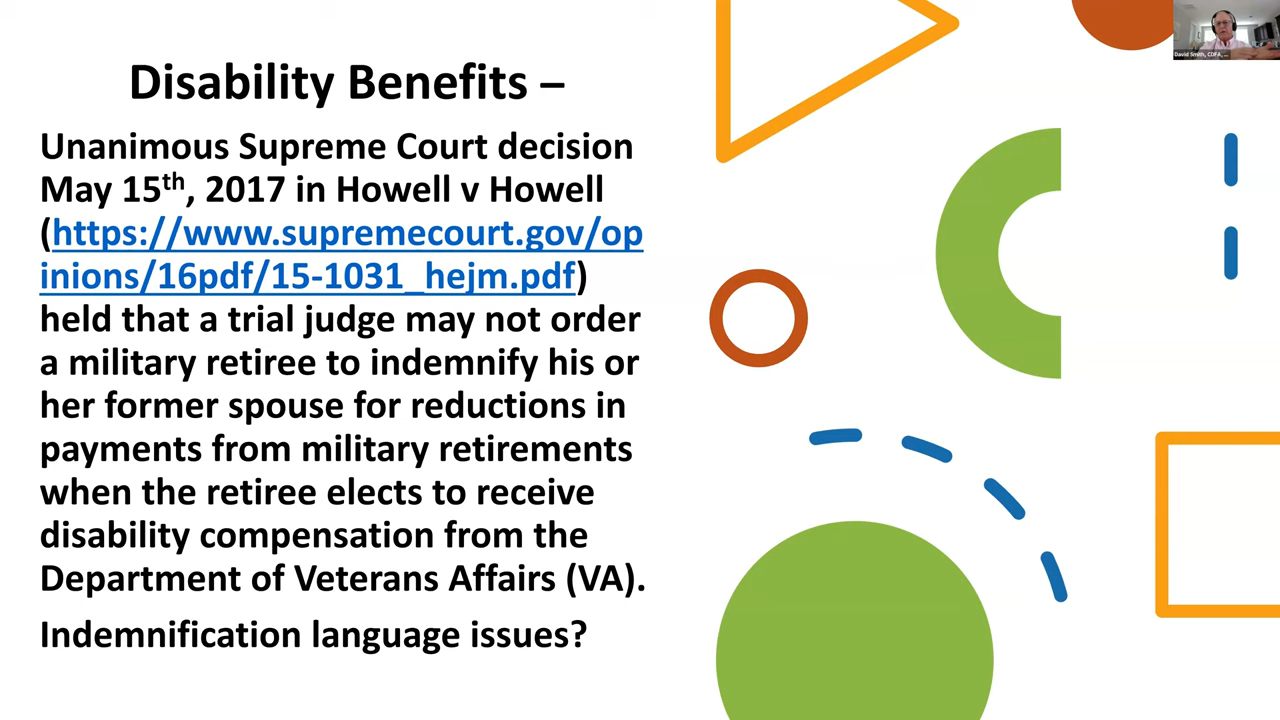 Disability Benefits –
Unanimous Supreme Court decision
May 15th, 2017 in Howell v Howell
(https://www.supremecourt.gov/op
inions/16pdf/15-1031_hejm.pdf)
held that a trial judge may not order
a military retiree to indemnify his or
her former spouse for reductions in
payments from military retirements
when the retiree elects to receive
disability compensation from the
Department of Veterans Affairs (VA).
Indemnification language issues?
David Smith, CDFA, ...